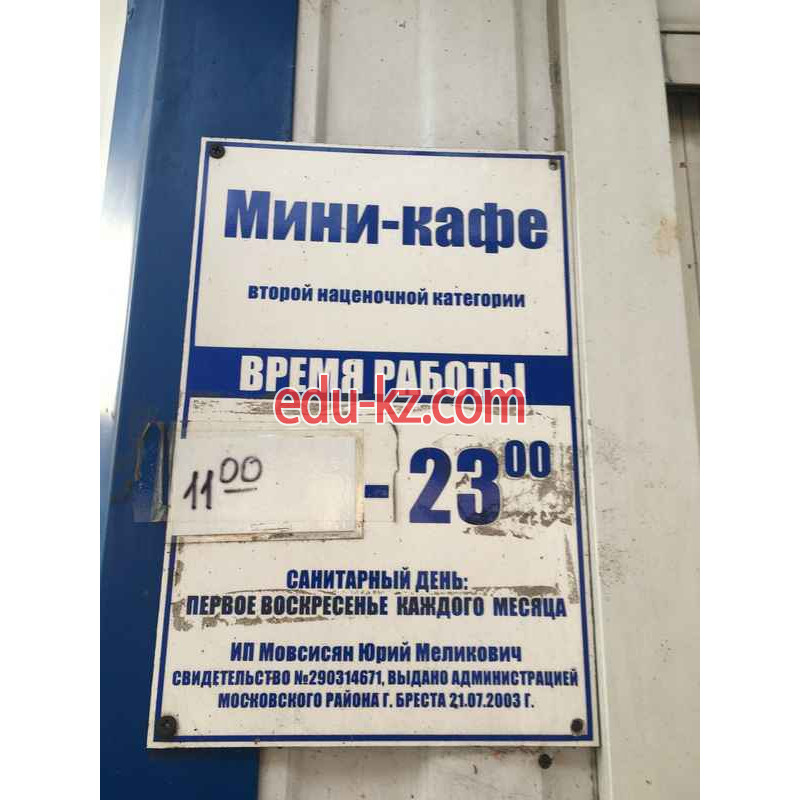 Мини-кафе
второй наценочной категории
ВРЕМЯ РАБОТЫ
edu-kz.com
11⁰⁰ - 23⁰⁰
САНИТАРНЫЙ ДЕНЬ:
ПЕРВОЕ ВОСКРЕСЕНЬЕ КАЖДОГО МЕСЯЦА
ИП Мовсисян Юрий Меликович
СВИДЕТЕЛЬСТВО №290314671, ВЫДАНО АДМИНИСТРАЦИЕЙ
МОСКОВСКОГО РАЙОНА Г. БРЕСТА 21.07.2003 Г.